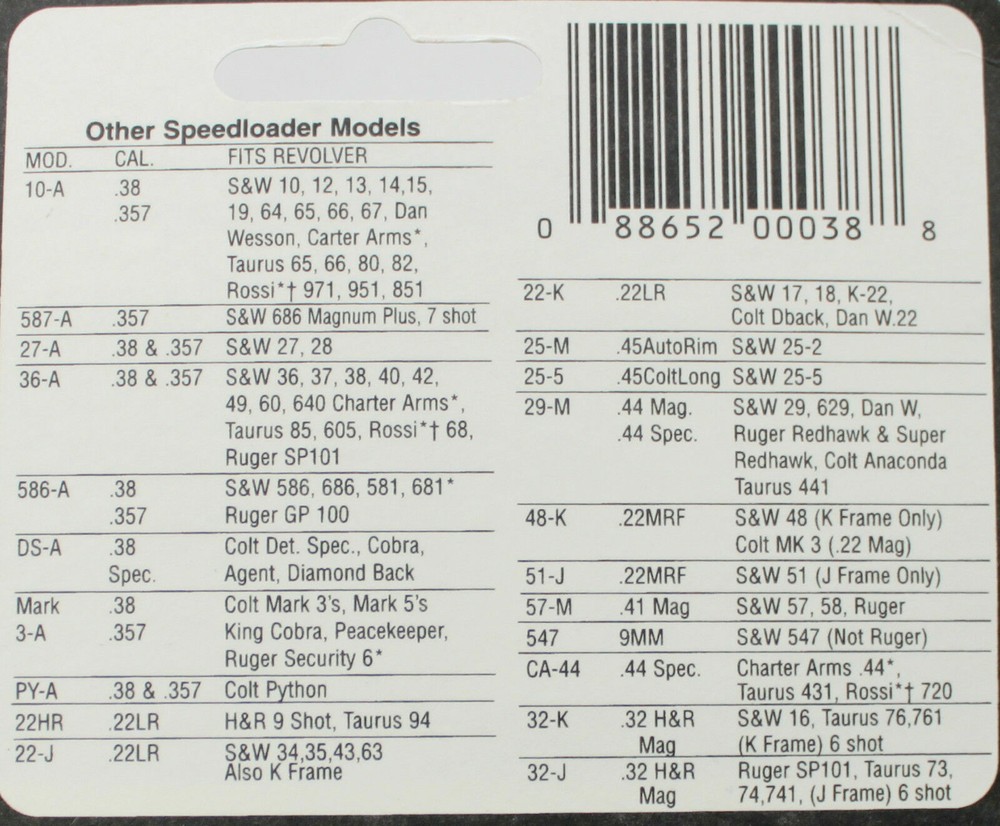 Other Speedloader Models
MOD. CAL. FITS REVOLVER
10-A .38 S&W 10, 12, 13, 14,15,
.357 19, 64, 65, 66, 67, Dan
Wesson, Carter Arms*,
Taurus 65, 66, 80, 82,
Rossi*† 971, 951, 851
587-A .357 S&W 686 Magnum Plus, 7 shot
27-A .38 & .357 S&W 27, 28
36-A .38 & .357 S&W 36, 37, 38, 40, 42,
49, 60, 640 Charter Arms*,
Taurus 85, 605, Rossi*† 68,
Ruger SP101
586-A .38 S&W 586, 686, 581, 681*
.357 Ruger GP 100
DS-A .38 Colt Det. Spec., Cobra,
Spec. Agent, Diamond Back
Mark .38 Colt Mark 3's, Mark 5's
3-A .357 King Cobra, Peacekeeper,
Ruger Security 6*
PY-A .38 & .357 Colt Python
22HR .22LR H&R 9 Shot, Taurus 94
22-J .22LR S&W 34,35,43,63
Also K Frame
0 88652 00038 8
22-K .22LR S&W 17, 18, K-22,
Colt Dback, Dan W.22
25-M .45AutoRim S&W 25-2
25-5 .45ColtLong S&W 25-5
29-M .44 Mag. S&W 29, 629, Dan W,
.44 Spec. Ruger Redhawk & Super
Redhawk, Colt Anaconda
Taurus 441
48-K .22MRF S&W 48 (K Frame Only)
Colt MK 3 (.22 Mag)
51-J .22MRF S&W 51 (J Frame Only)
57-M .41 Mag S&W 57, 58, Ruger
547 9MM S&W 547 (Not Ruger)
CA-44 .44 Spec. Charter Arms .44*,
Taurus 431, Rossi*† 720
32-K .32 H&R S&W 16, Taurus 76,761
Mag (K Frame) 6 shot
32-J .32 H&R Ruger SP101, Taurus 73,
Mag 74,741, (J Frame) 6 shot